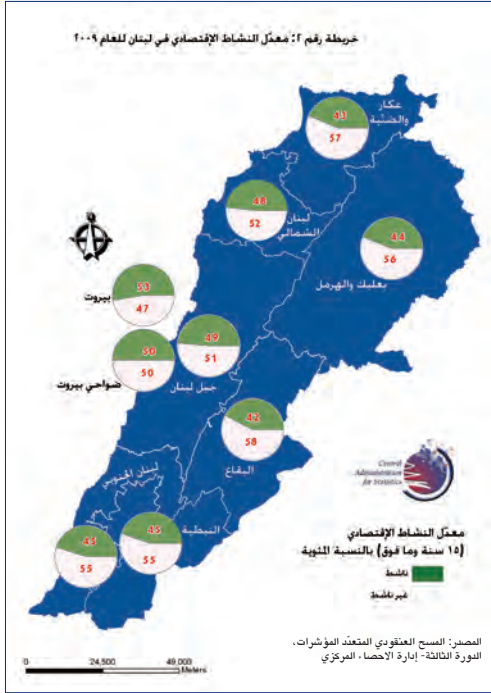 خريطة رقم ٢: معدّل النشاط الإقتصادي في لبنان للعام ٢٠٠٩
عكار
والضنّية
43
57
48
52
لبنان
الشمالي
44
56
بعلبك والهرمل
53
47
بيروت
49
51
جبل لبنان
50
50
ضواحي بيروت
42
58
البقاع
Central
Administration
for Statistics
لبنان الجنوبي
النبطية
45
55
45
55
معدّل النشاط الإقتصادي
(١٥ سنة وما فوق) بالنسبة المئوية
ناشط
غير ناشط
المصدر: المسح العنقودي المتعدّد المؤشرات،
الدورة الثالثة- إدارة الاحصاء المركزي
0 24,500 49,000
Meters